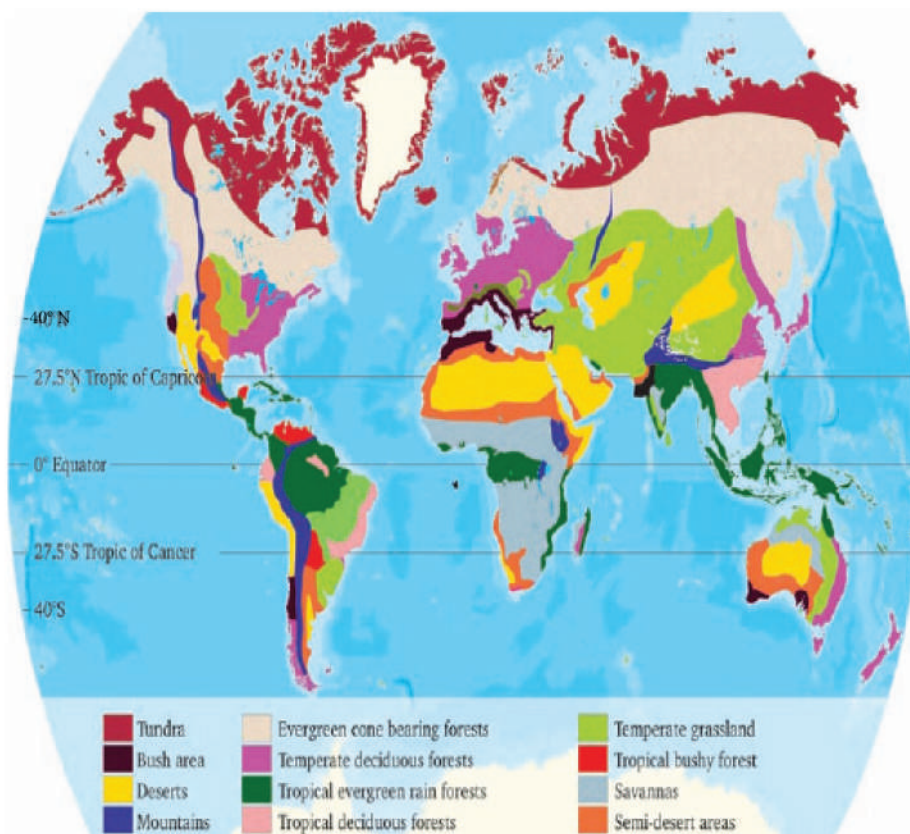 40° N
27.5°N Tropic of Capricorn
0° Equator
27.5°S Tropic of Cancer
40°S
Tundra
Bush area
Deserts
Mountains
Evergreen cone bearing forests
Temperate deciduous forests
Tropical evergreen rain forests
Tropical deciduous forests
Temperate grassland
Tropical bushy forest
Savannas
Semi-desert areas